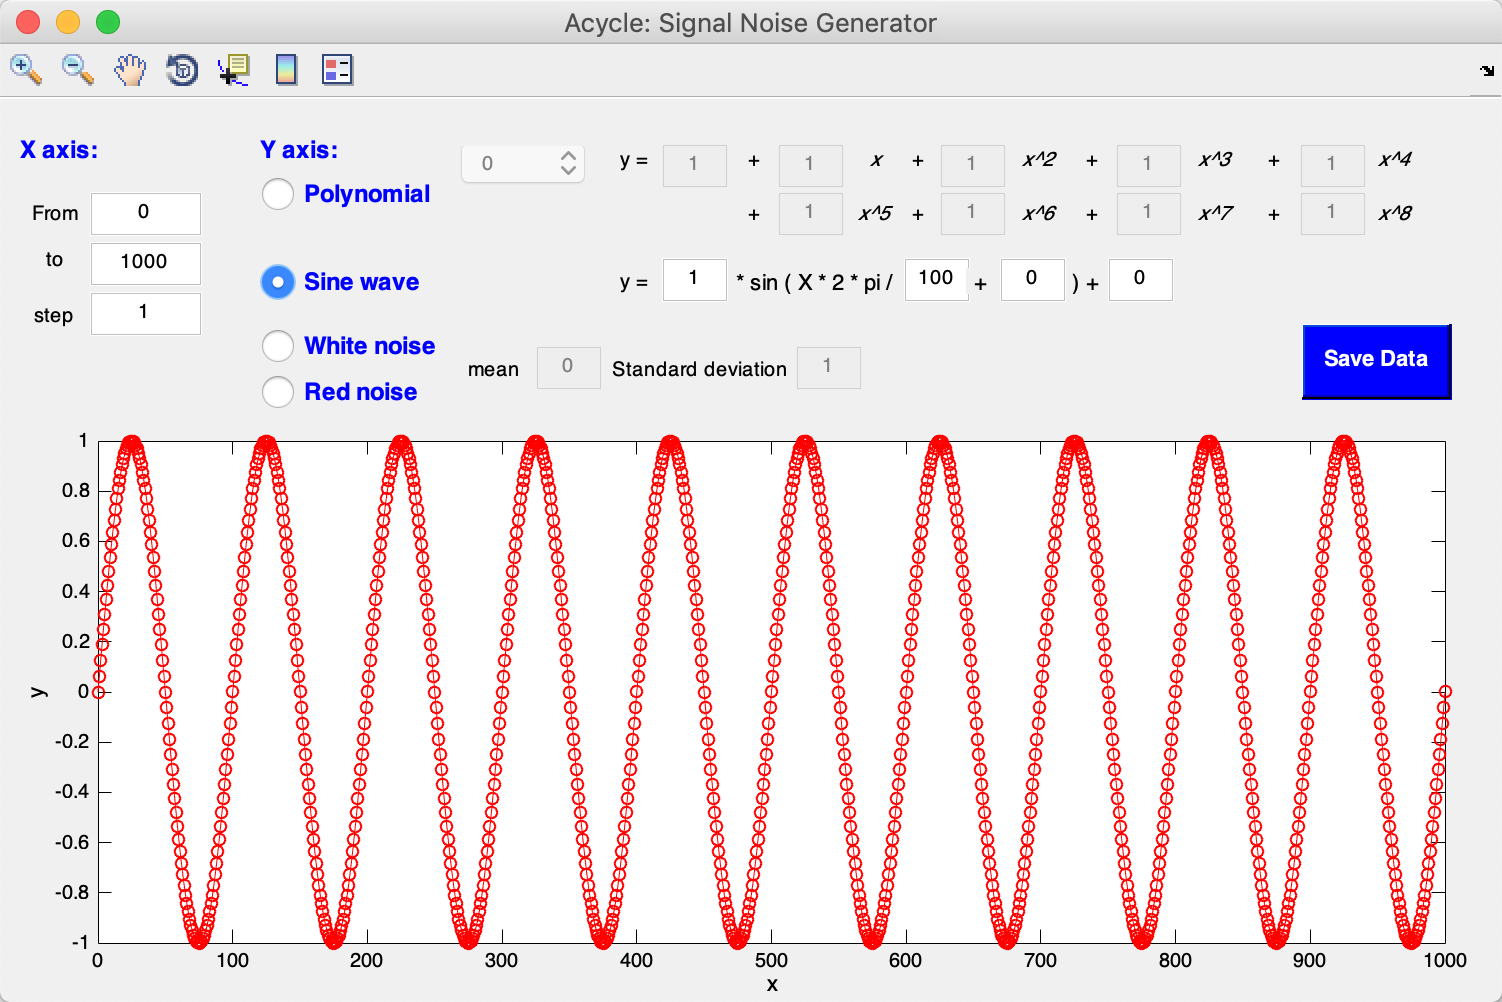 Acycle: Signal Noise Generator
X axis:
Y axis:
0
y = 1 + 1 x + 1 x^2 + 1 x^3 + 1 x^4
Polynomial
From 0
+ 1 x^5 + 1 x^6 + 1 x^7 + 1 x^8
to 1000
Sine wave
y = 1 * sin ( X * 2 * pi / 100 + 0 ) + 0
step 1
White noise
mean 0 Standard deviation 1
Save Data
Red noise
1
0.8
0.6
0.4
0.2
0
-0.2
-0.4
-0.6
-0.8
-1
y
0 100 200 300 400 500 600 700 800 900 1000
x